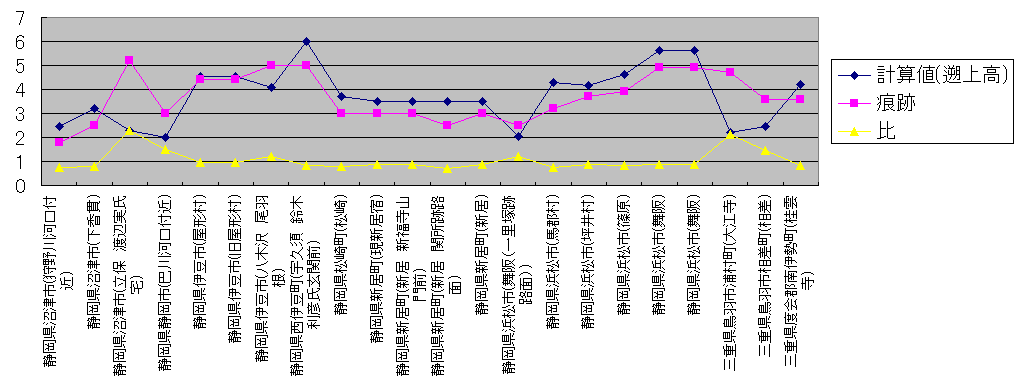 7
6
5
4
3
2
1
0
計算値(遡上高)
痕跡
比
静岡県沼津市(狩野川河口付
近)
静岡県沼津市(下香貫)
静岡県沼津市(立保 渡辺実氏
宅)
静岡県静岡市(巴川河口付近)
静岡県伊豆市(屋形村)
静岡県伊豆市(旧屋形村)
静岡県伊豆市(八木沢 尾羽
根)
静岡県西伊豆町(宇久須 鈴木
利彦氏玄関前)
静岡県松崎町(松崎)
静岡県新居町(現新居宿)
静岡県新居町(新居 新福寺山
門前)
静岡県新居町(新居 関所跡路
面)
静岡県新居町(新居)
静岡県浜松市(舞阪(一里塚跡
路面))
静岡県浜松市(馬郡村)
静岡県浜松市(坪井村)
静岡県浜松市(篠原)
静岡県浜松市(舞阪)
静岡県浜松市(舞阪)
三重県鳥羽市浦村町(大江寺)
三重県鳥羽市相差町(相差)
三重県度会郡南伊勢町(桂雲
寺)